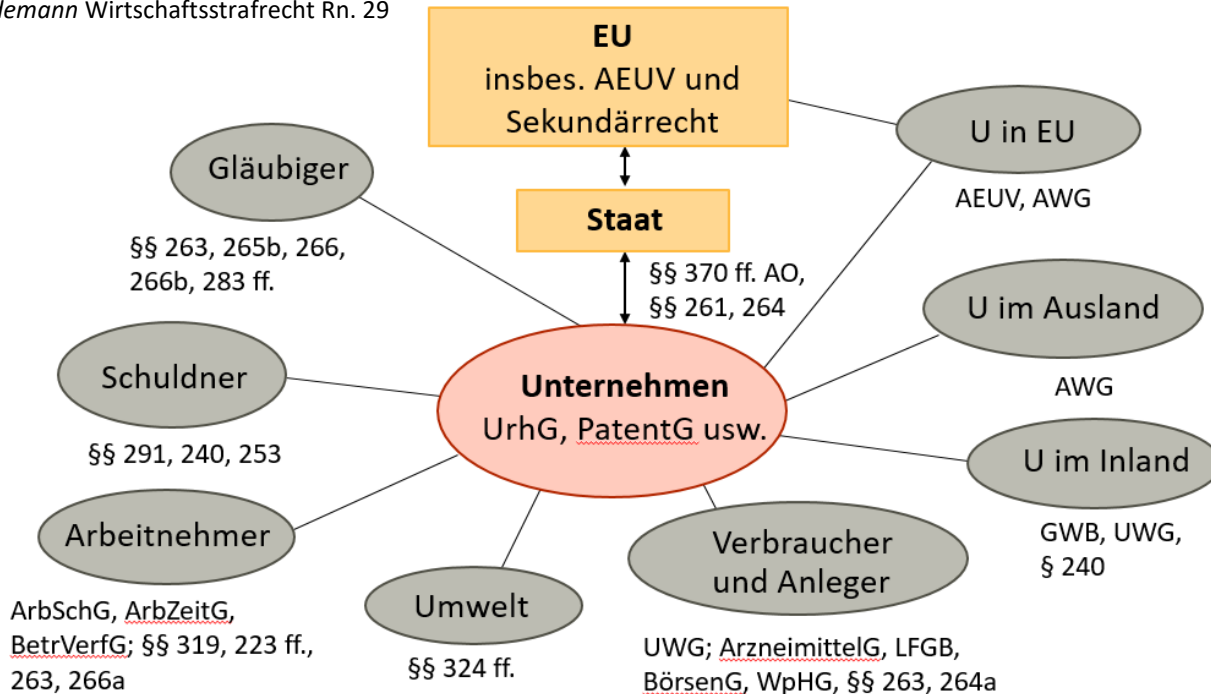 lemann Wirtschaftsstrafrecht Rn. 29
EU
insbes. AEUV und
Sekundärrecht
Staat
§§ 370 ff. AO,
§§ 261, 264
Gläubiger
§§ 263, 265b, 266,
266b, 283 ff.
Schuldner
§§ 291, 240, 253
Arbeitnehmer
ArbSchG, ArbZeitG,
BetrVerfG; §§ 319, 223 ff.,
263, 266a
Unternehmen
UrhG, PatentG usw.
Umwelt
§§ 324 ff.
Verbraucher
und Anleger
UWG; ArzneimittelG, LFGB,
BörsenG, WpHG, §§ 263, 264a
U in EU
AEUV, AWG
U im Ausland
AWG
U im Inland
GWB, UWG,
§ 240